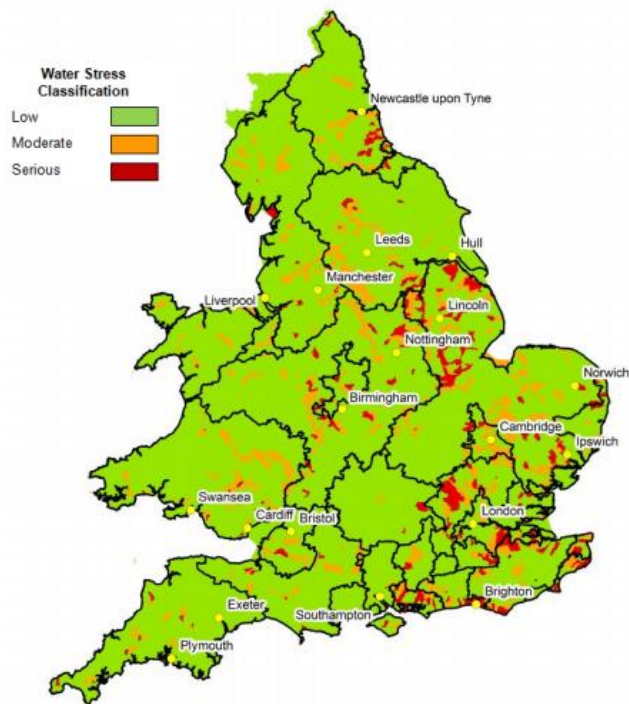 Water Stress
Classification
Low
Moderate
Serious
Newcastle upon Tyne
Leeds
Hull
Manchester
Liverpool
Lincoln
Nottingham
Norwich
Birmingham
Cambridge
Ipswich
Swansea
Cardiff
Bristol
London
Brighton
Southampton
Exeter
Plymouth